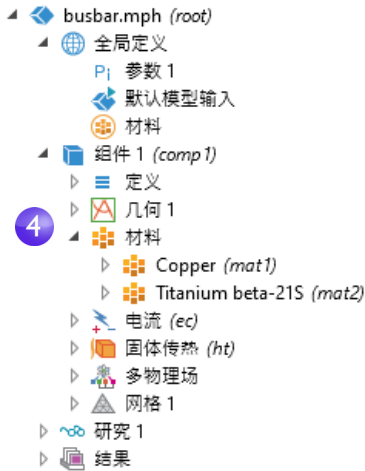 busbar.mph (root)
全局定义
Pi 参数 1
默认模型输入
材料
组件 1 (comp1)
定义
几何 1
4 材料
Copper (mat1)
Titanium beta-21S (mat2)
电流 (ec)
固体传热 (ht)
多物理场
网格 1
研究 1
结果